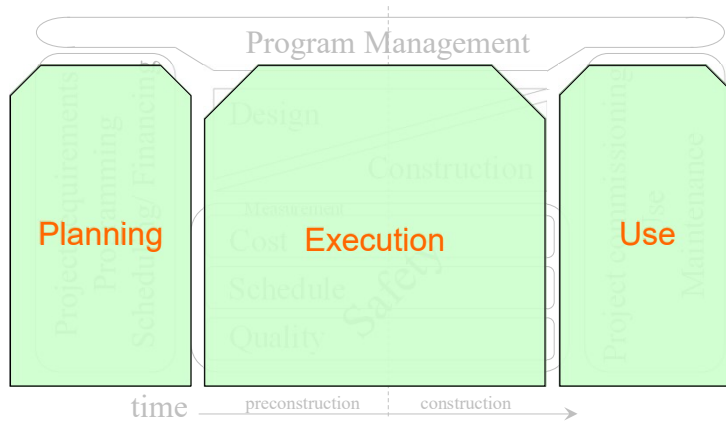 Program Management
Project requirements
Programming
Scheduling/ Financing
Design
Construction
Measurement
Cost
Schedule
Quality
Safety
Project commissioning
Use
Maintenance
Planning
Execution
Use
time
preconstruction
construction